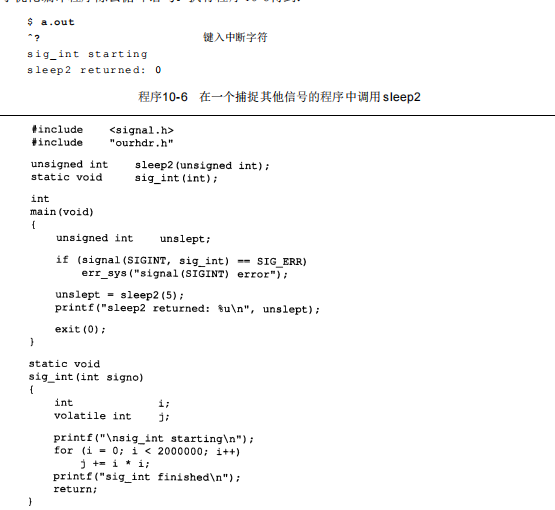 $ a.out
^?                    键入中断字符
sig_int starting
sleep2 returned: 0
程序10-6 在一个捕捉其他信号的程序中调用sleep2
#include    <signal.h>
#include    "ourhdr.h"
unsigned int    sleep2(unsigned int);
static void     sig_int(int);
int
main(void)
{
    unsigned int    unslept;
    if (signal(SIGINT, sig_int) == SIG_ERR)
        err_sys("signal(SIGINT) error");
    unslept = sleep2(5);
    printf("sleep2 returned: %u\n", unslept);
    exit(0);
}
static void
sig_int(int signo)
{
    int             i;
    volatile int    j;
    printf("\nsig_int starting\n");
    for (i = 0; i < 2000000; i++)
        j += i * i;
    printf("sig_int finished\n");
    return;
}